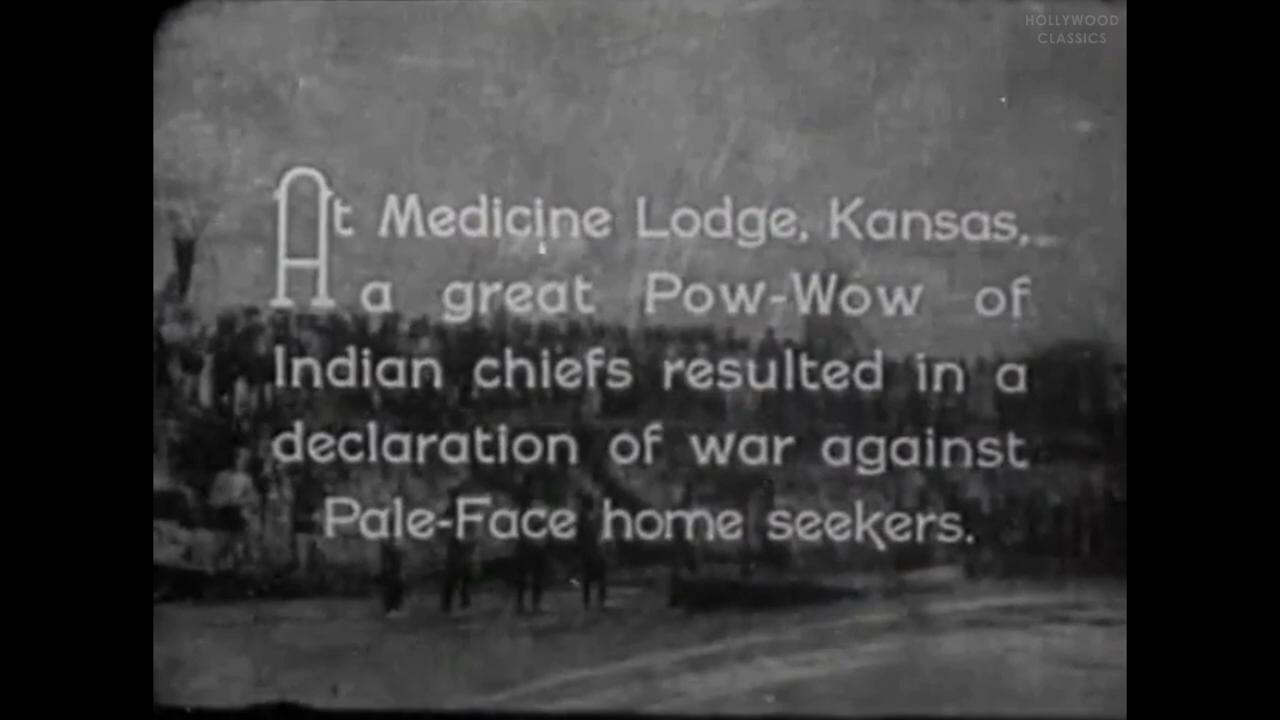 HOLLYWOOD
CLASSICS
At Medicine Lodge, Kansas,
a great Pow-Wow of
Indian chiefs resulted in a
declaration of war against
Pale-Face home seekers.